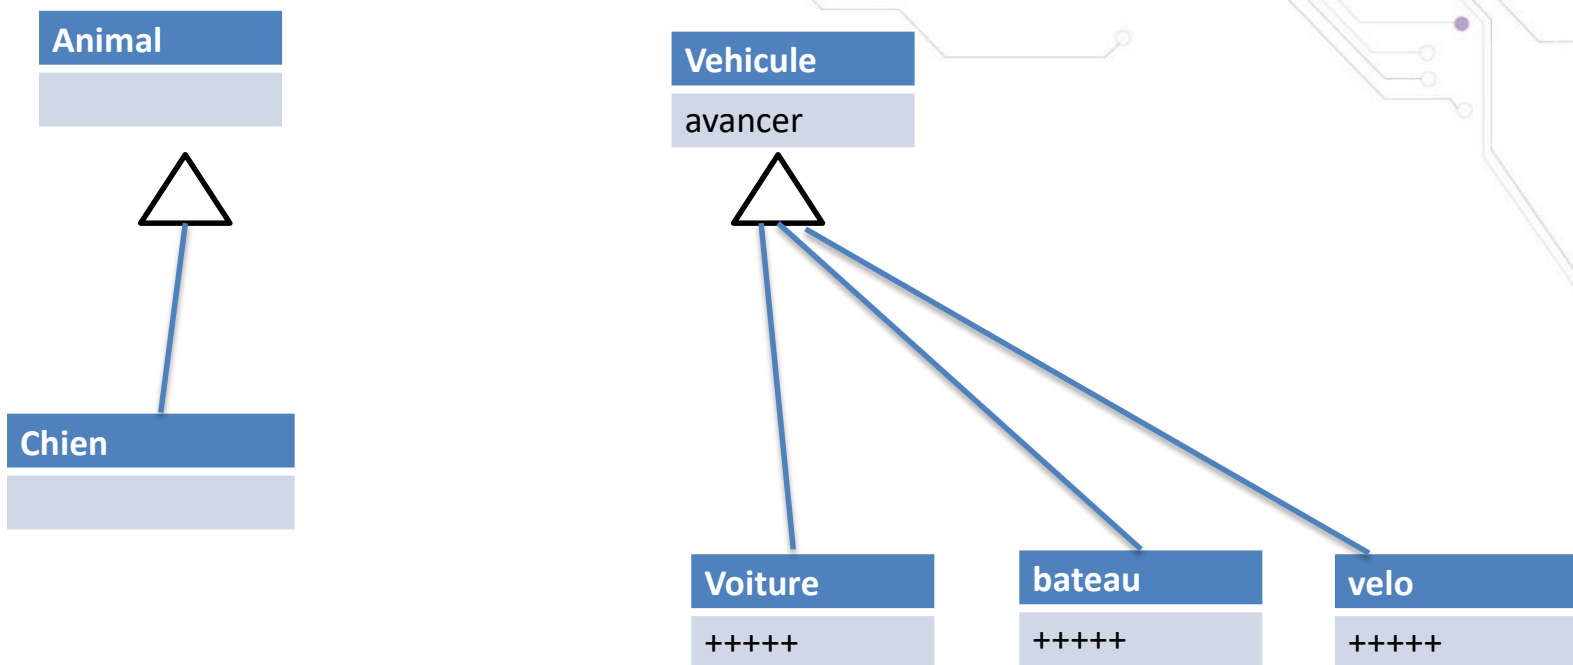 Animal
Vehicule
avancer
Chien
Voiture
+++++
bateau
+++++
velo
+++++